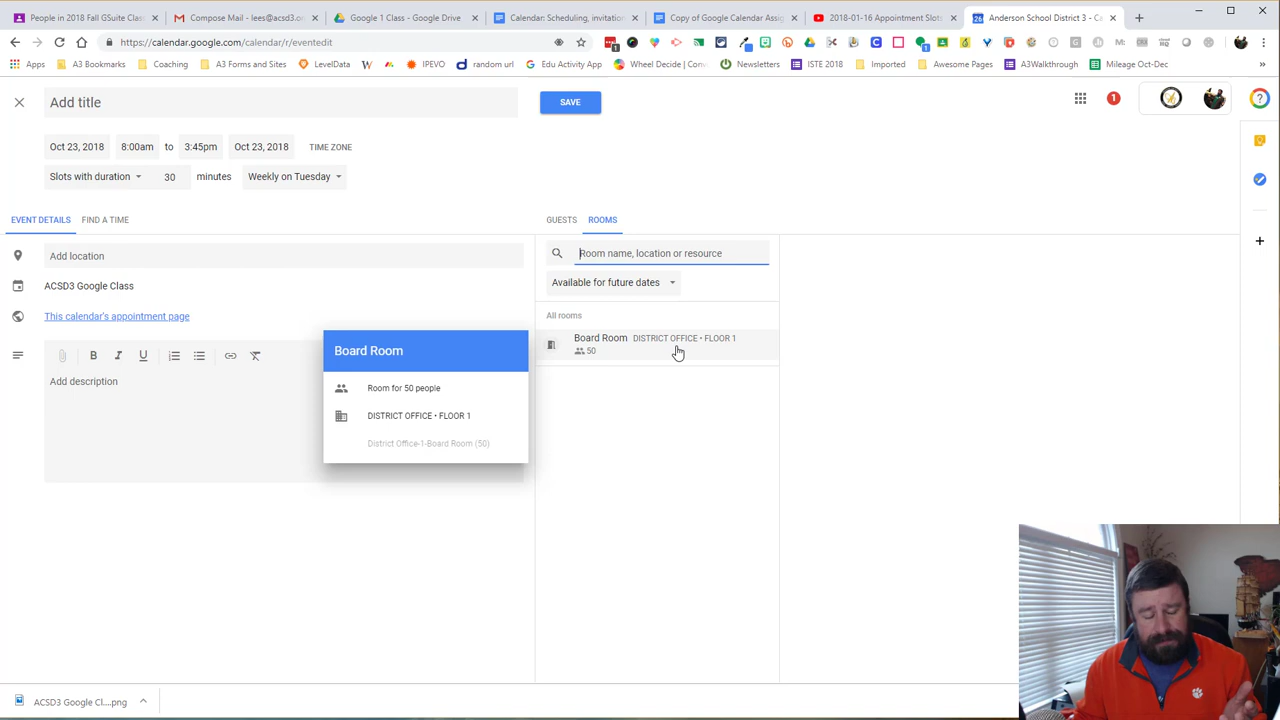 People in 2018 Fall GSuite Class
Compose Mail - lees@acsd3.o
Google 1 Class - Google Drive
Calendar: Scheduling, invitation
Copy of Google Calendar Assig
2018-01-16 Appointment Slots
Anderson School District 3 - Ca
https://calendar.google.com/calendar/r/eventedit
Apps
A3 Bookmarks
Coaching
A3 Forms and Sites
LevelData
IPEVO
random url
Edu Activity App
Wheel Decide | Con
Newsletters
ISTE 2018
Imported
Awesome Pages
A3Walkthrough
Mileage Oct-Dec
Add title
SAVE
1
Oct 23, 2018
8:00am
to
3:45pm
Oct 23, 2018
TIME ZONE
Slots with duration
30
minutes
Weekly on Tuesday
EVENT DETAILS
FIND A TIME
GUESTS
ROOMS
Add location
Room name, location or resource
ACSD3 Google Class
Available for future dates
This calendar's appointment page
All rooms
Board Room DISTRICT OFFICE • FLOOR 1
50
Add description
Board Room
Room for 50 people
DISTRICT OFFICE • FLOOR 1
District Office-1-Board Room (50)
ACSD3 Google Cl....png